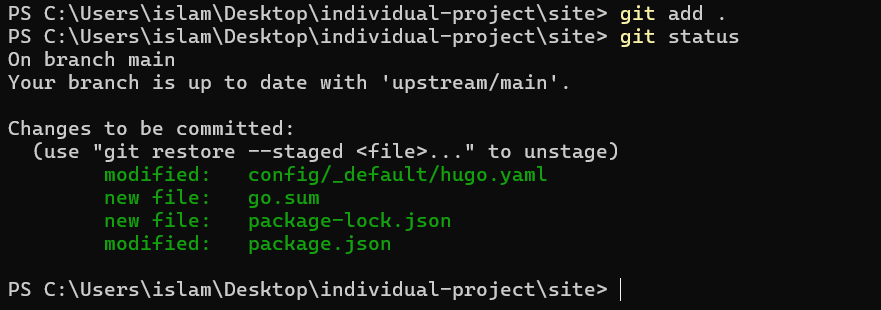 PS C:\Users\islam\Desktop\individual-project\site> git add .
PS C:\Users\islam\Desktop\individual-project\site> git status
On branch main
Your branch is up to date with 'upstream/main'.

Changes to be committed:
  (use "git restore --staged <file>..." to unstage)
        modified:   config/_default/hugo.yaml
        new file:   go.sum
        new file:   package-lock.json
        modified:   package.json

PS C:\Users\islam\Desktop\individual-project\site>